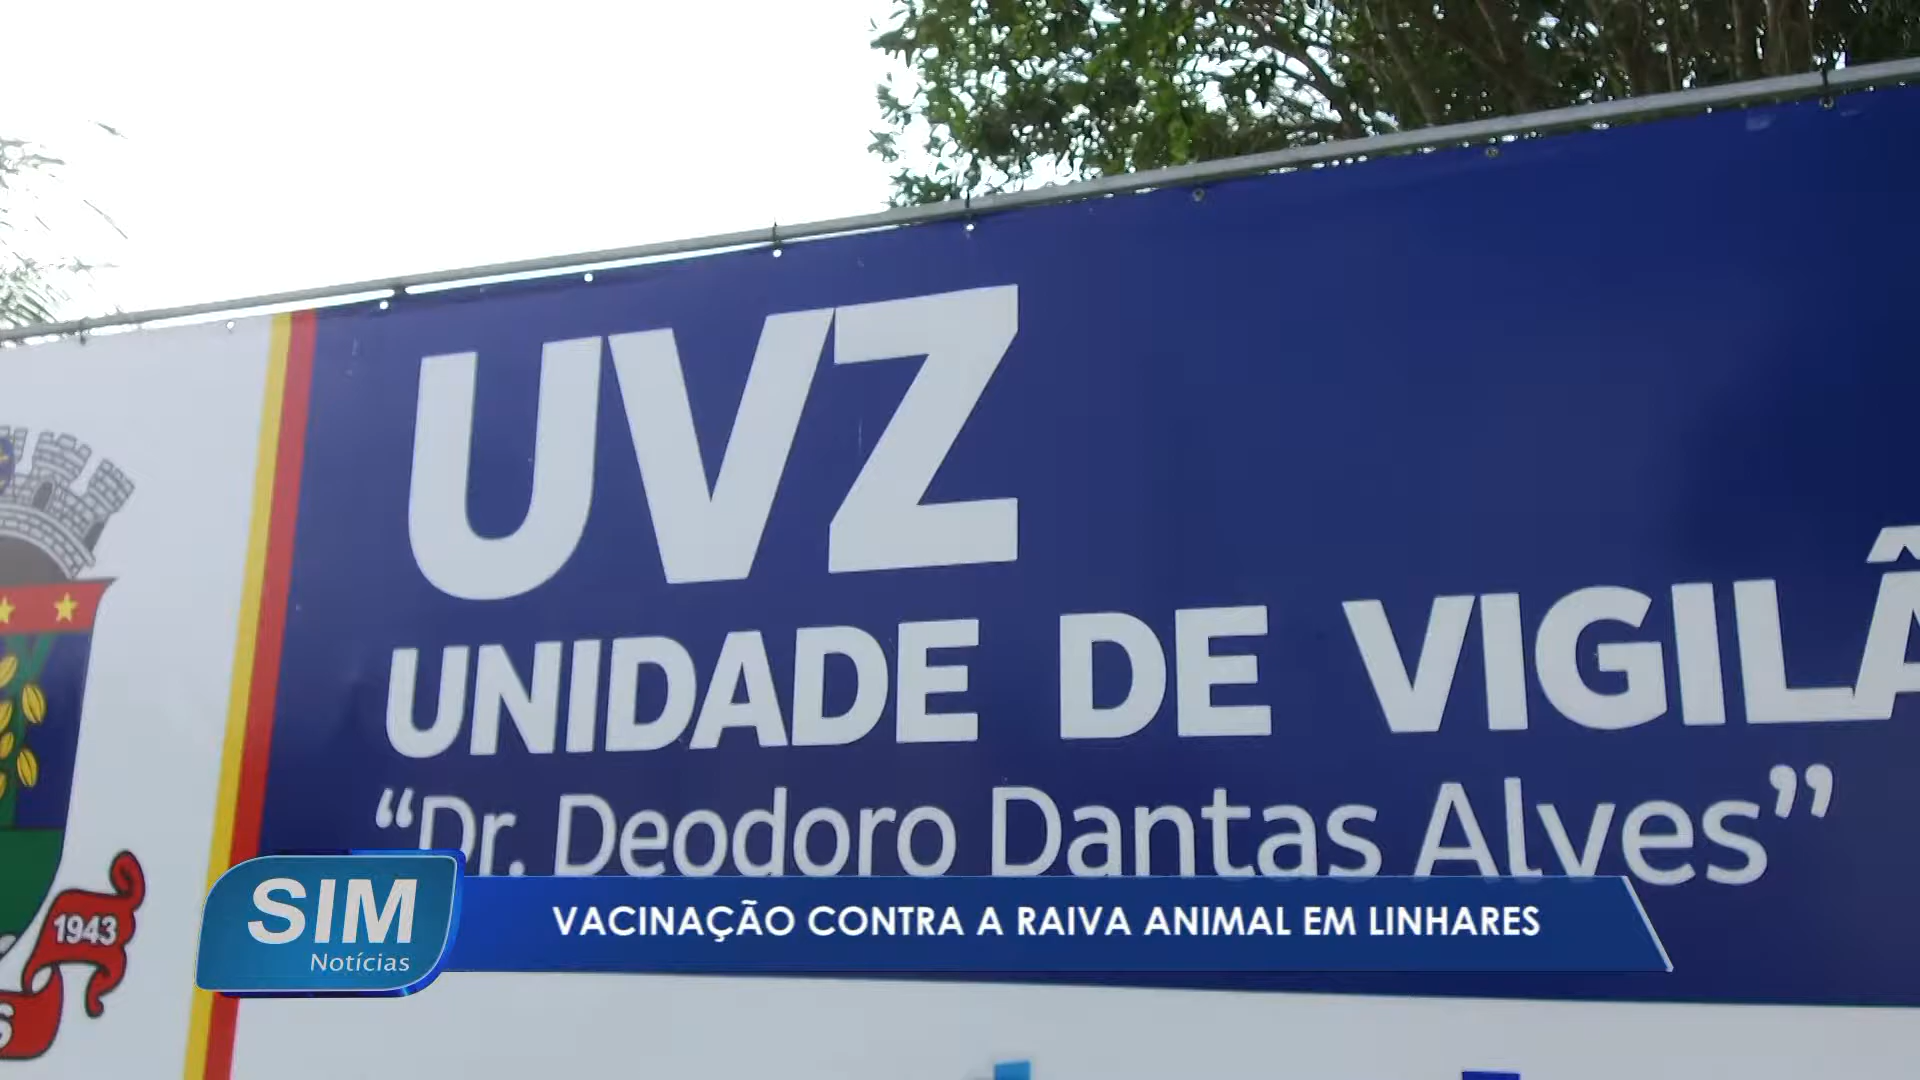 UVZ
UNIDADE DE VIGILÂ
“Dr. Deodoro Dantas Alves”
1943
SIM
Notícias
VACINAÇÃO CONTRA A RAIVA ANIMAL EM LINHARES